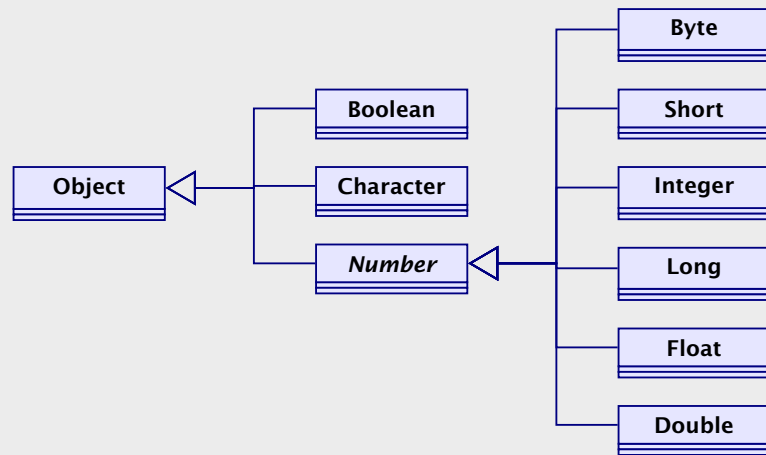 Object
Boolean
Character
Number
Byte
Short
Integer
Long
Float
Double